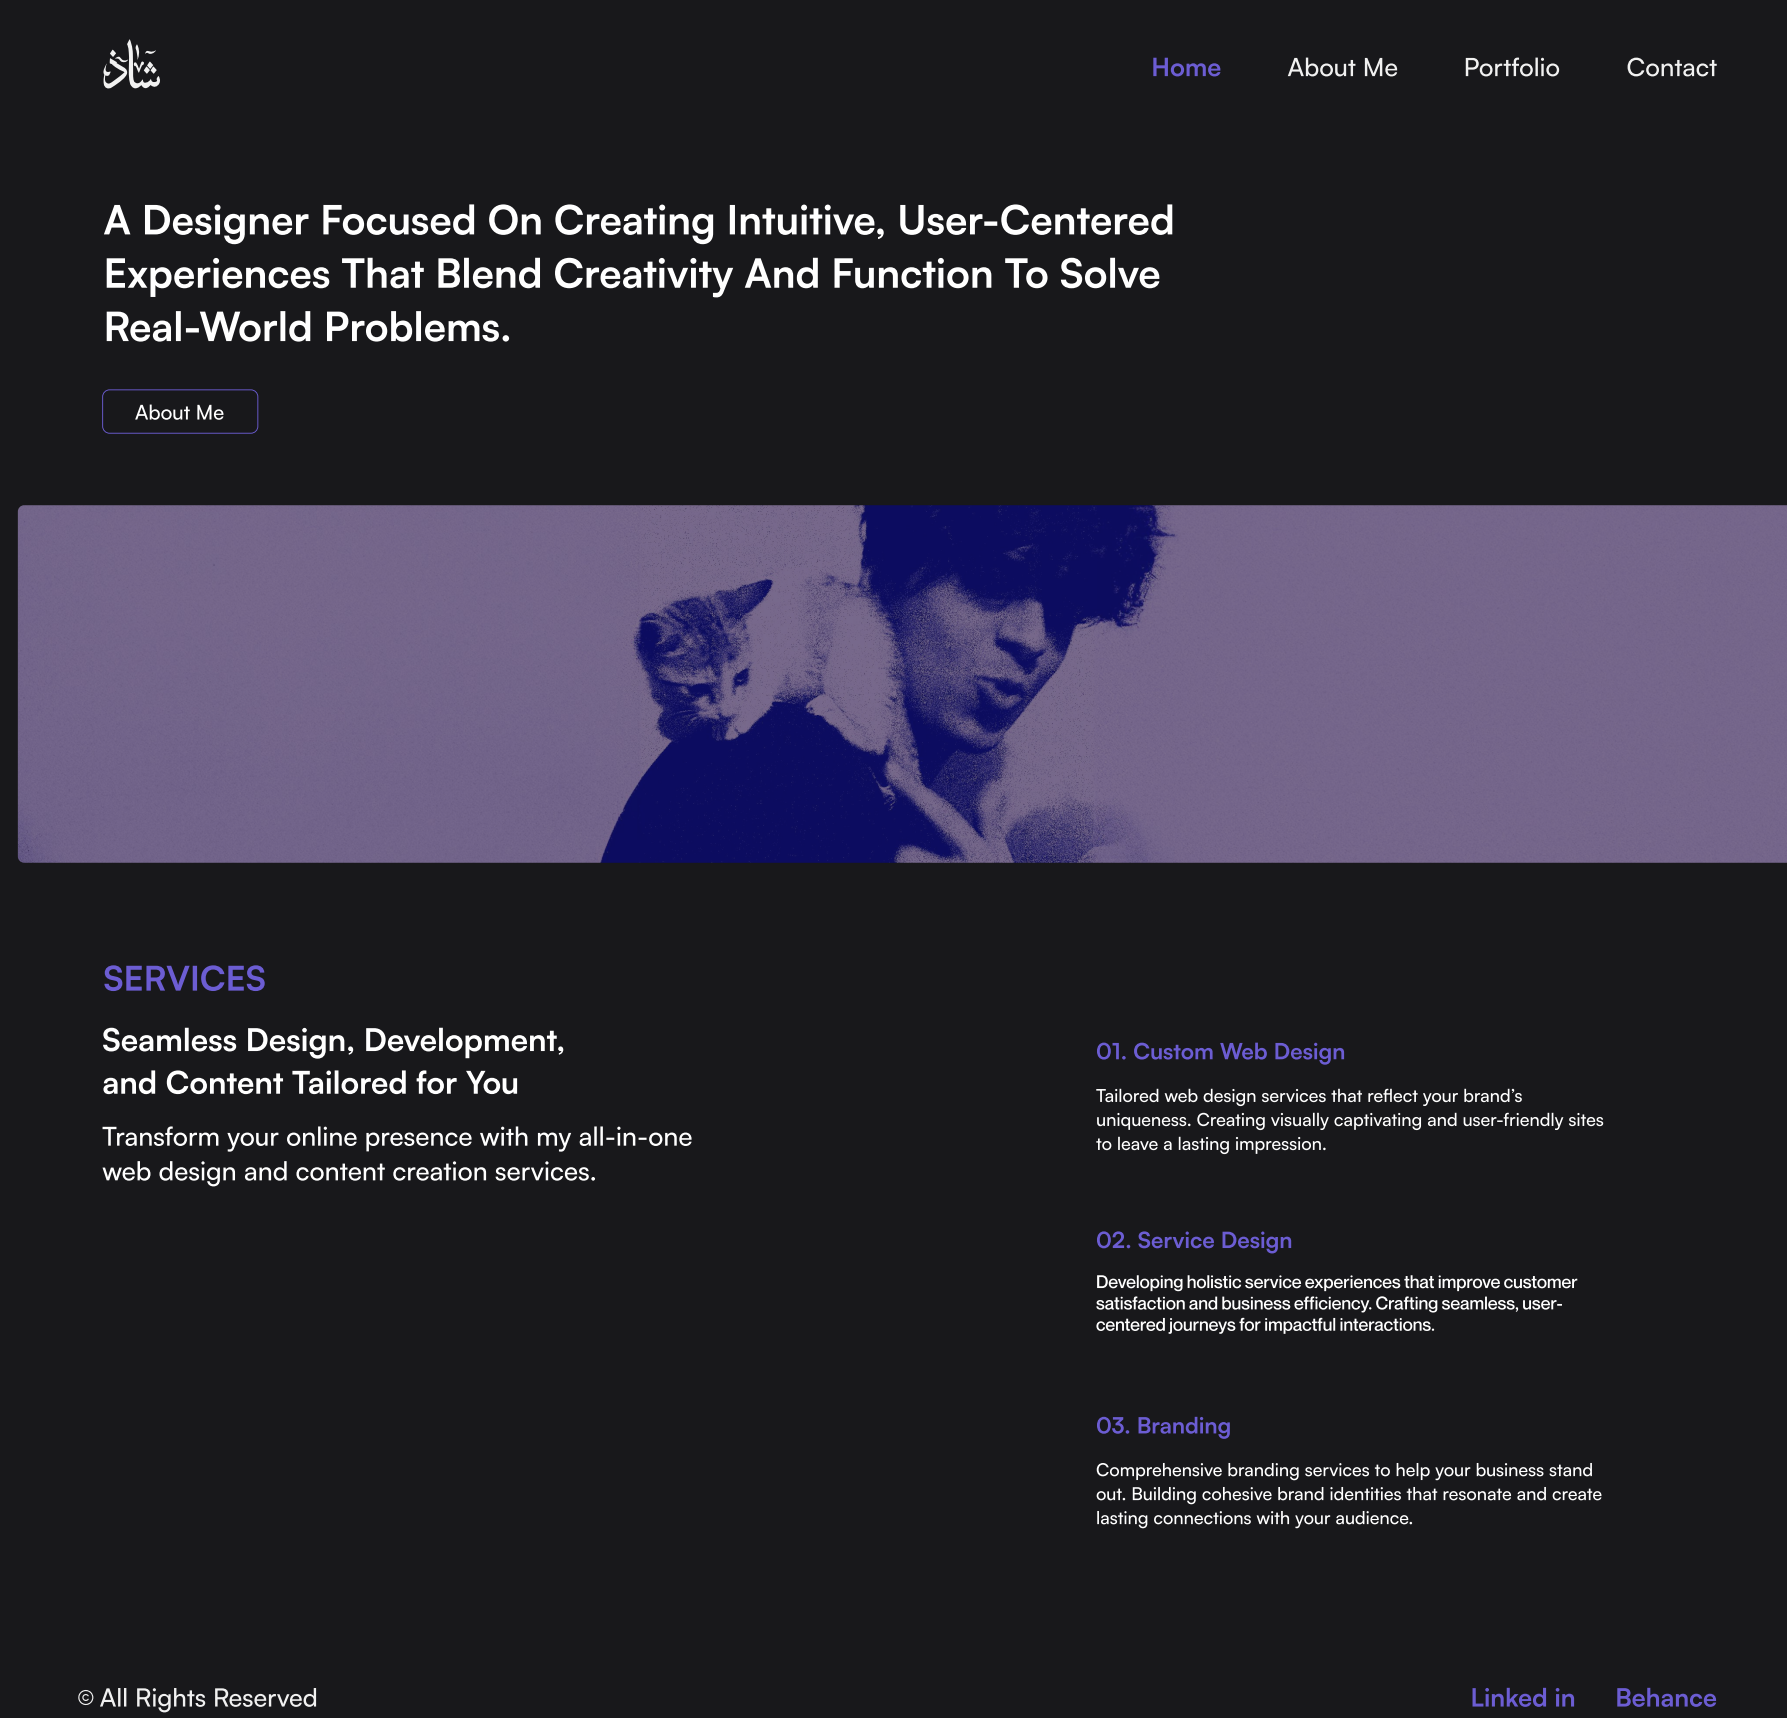 شاذ
Home
About Me
Portfolio
Contact
A Designer Focused On Creating Intuitive, User-Centered
Experiences That Blend Creativity And Function To Solve
Real-World Problems.
About Me
SERVICES
Seamless Design, Development,
and Content Tailored for You
Transform your online presence with my all-in-one
web design and content creation services.
01. Custom Web Design
Tailored web design services that reflect your brand’s
uniqueness. Creating visually captivating and user-friendly sites
to leave a lasting impression.
02. Service Design
Developing holistic service experiences that improve customer
satisfaction and business efficiency. Crafting seamless, user-
centered journeys for impactful interactions.
03. Branding
Comprehensive branding services to help your business stand
out. Building cohesive brand identities that resonate and create
lasting connections with your audience.
© All Rights Reserved
Linked in
Behance